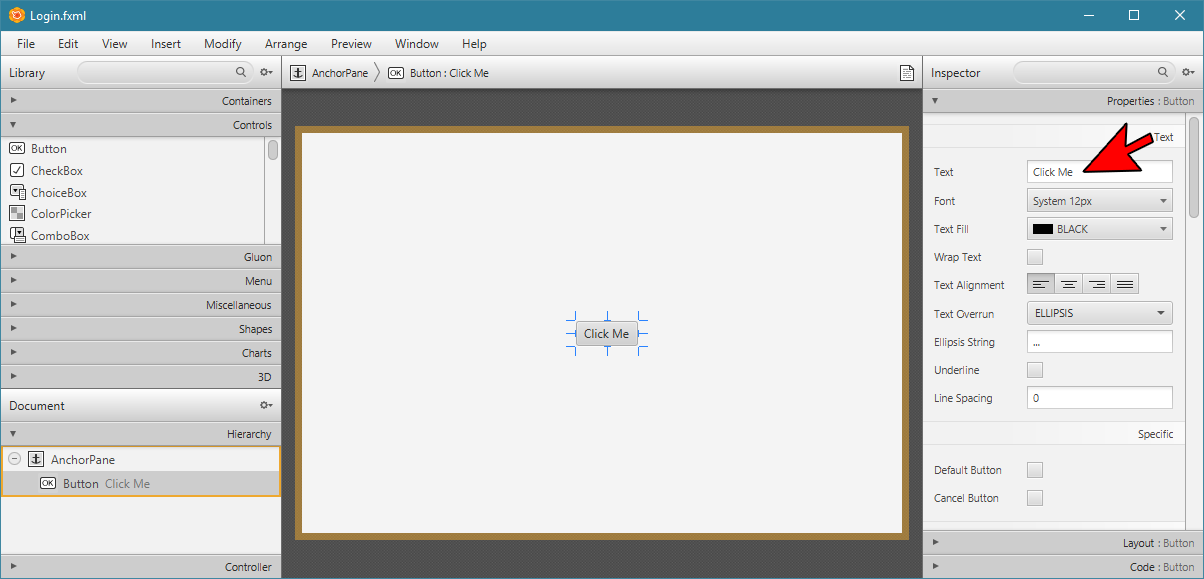 Login.fxml
File Edit View Insert Modify Arrange Preview Window Help
Library
AnchorPane
OK Button : Click Me
Inspector
Containers
Controls
OK Button
CheckBox
ChoiceBox
ColorPicker
ComboBox
Gluon
Menu
Miscellaneous
Shapes
Charts
3D
Document
Hierarchy
AnchorPane
OK Button Click Me
Controller
Click Me
Properties : Button
Text
Text Click Me
Font System 12px
Text Fill BLACK
Wrap Text
Text Alignment
Text Overrun ELLIPSIS
Ellipsis String ...
Underline
Line Spacing 0
Specific
Default Button
Cancel Button
Layout : Button
Code : Button